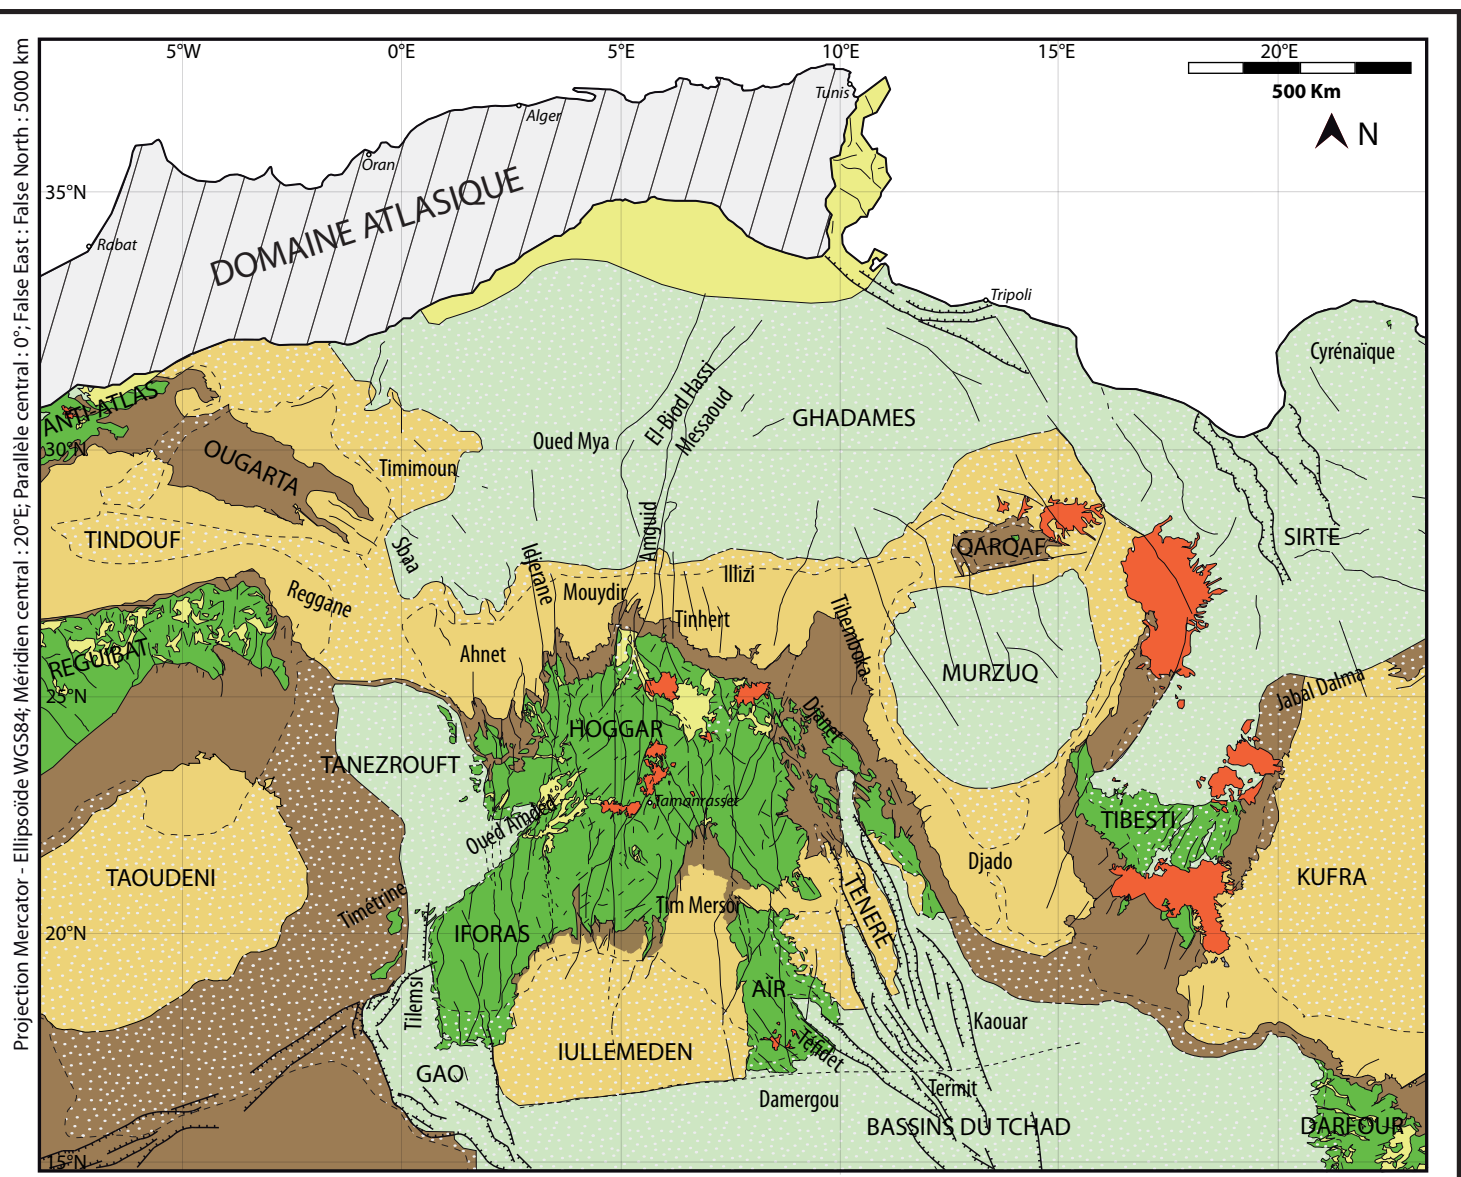 5°W 0°E 5°E 10°E 15°E 20°E
500 Km
N
Projection Mercator - Ellipsoïde WGS84; Méridien central : 20°E; Parallèle central : 0°; False East : False North : 5000 km
Tunis
Alger
Oran
35°N
DOMAINE ATLASIQUE
Rabat
Tripoli
Cyrénaïque
ANTI-ATLAS
El-Biod Hassi
Messaoud
GHADAMES
Oued Mya
30°N
OUGARTA
Timimoun
TINDOUF
Sbaa
Idjerane
Amguid
QARQAF
SIRTE
Reggane
Mouydir
Illizi
Tinhert
Tihemboka
REGUIBAT
Ahnet
MURZUQ
25°N
Jabal Dalma
HOGGAR
Djanet
TANEZROUFT
Tamanrasset
Oued Amded
TIBESTI
TAOUDENI
Djado
KUFRA
Timétrine
Tim Mersoï
TENERE
20°N
IFORAS
Tilemsi
AÏR
Kaouar
IULLEMEDEN
Téfidet
GAO
Termit
Damergou
BASSINS DU TCHAD
DARFOUR
15°N